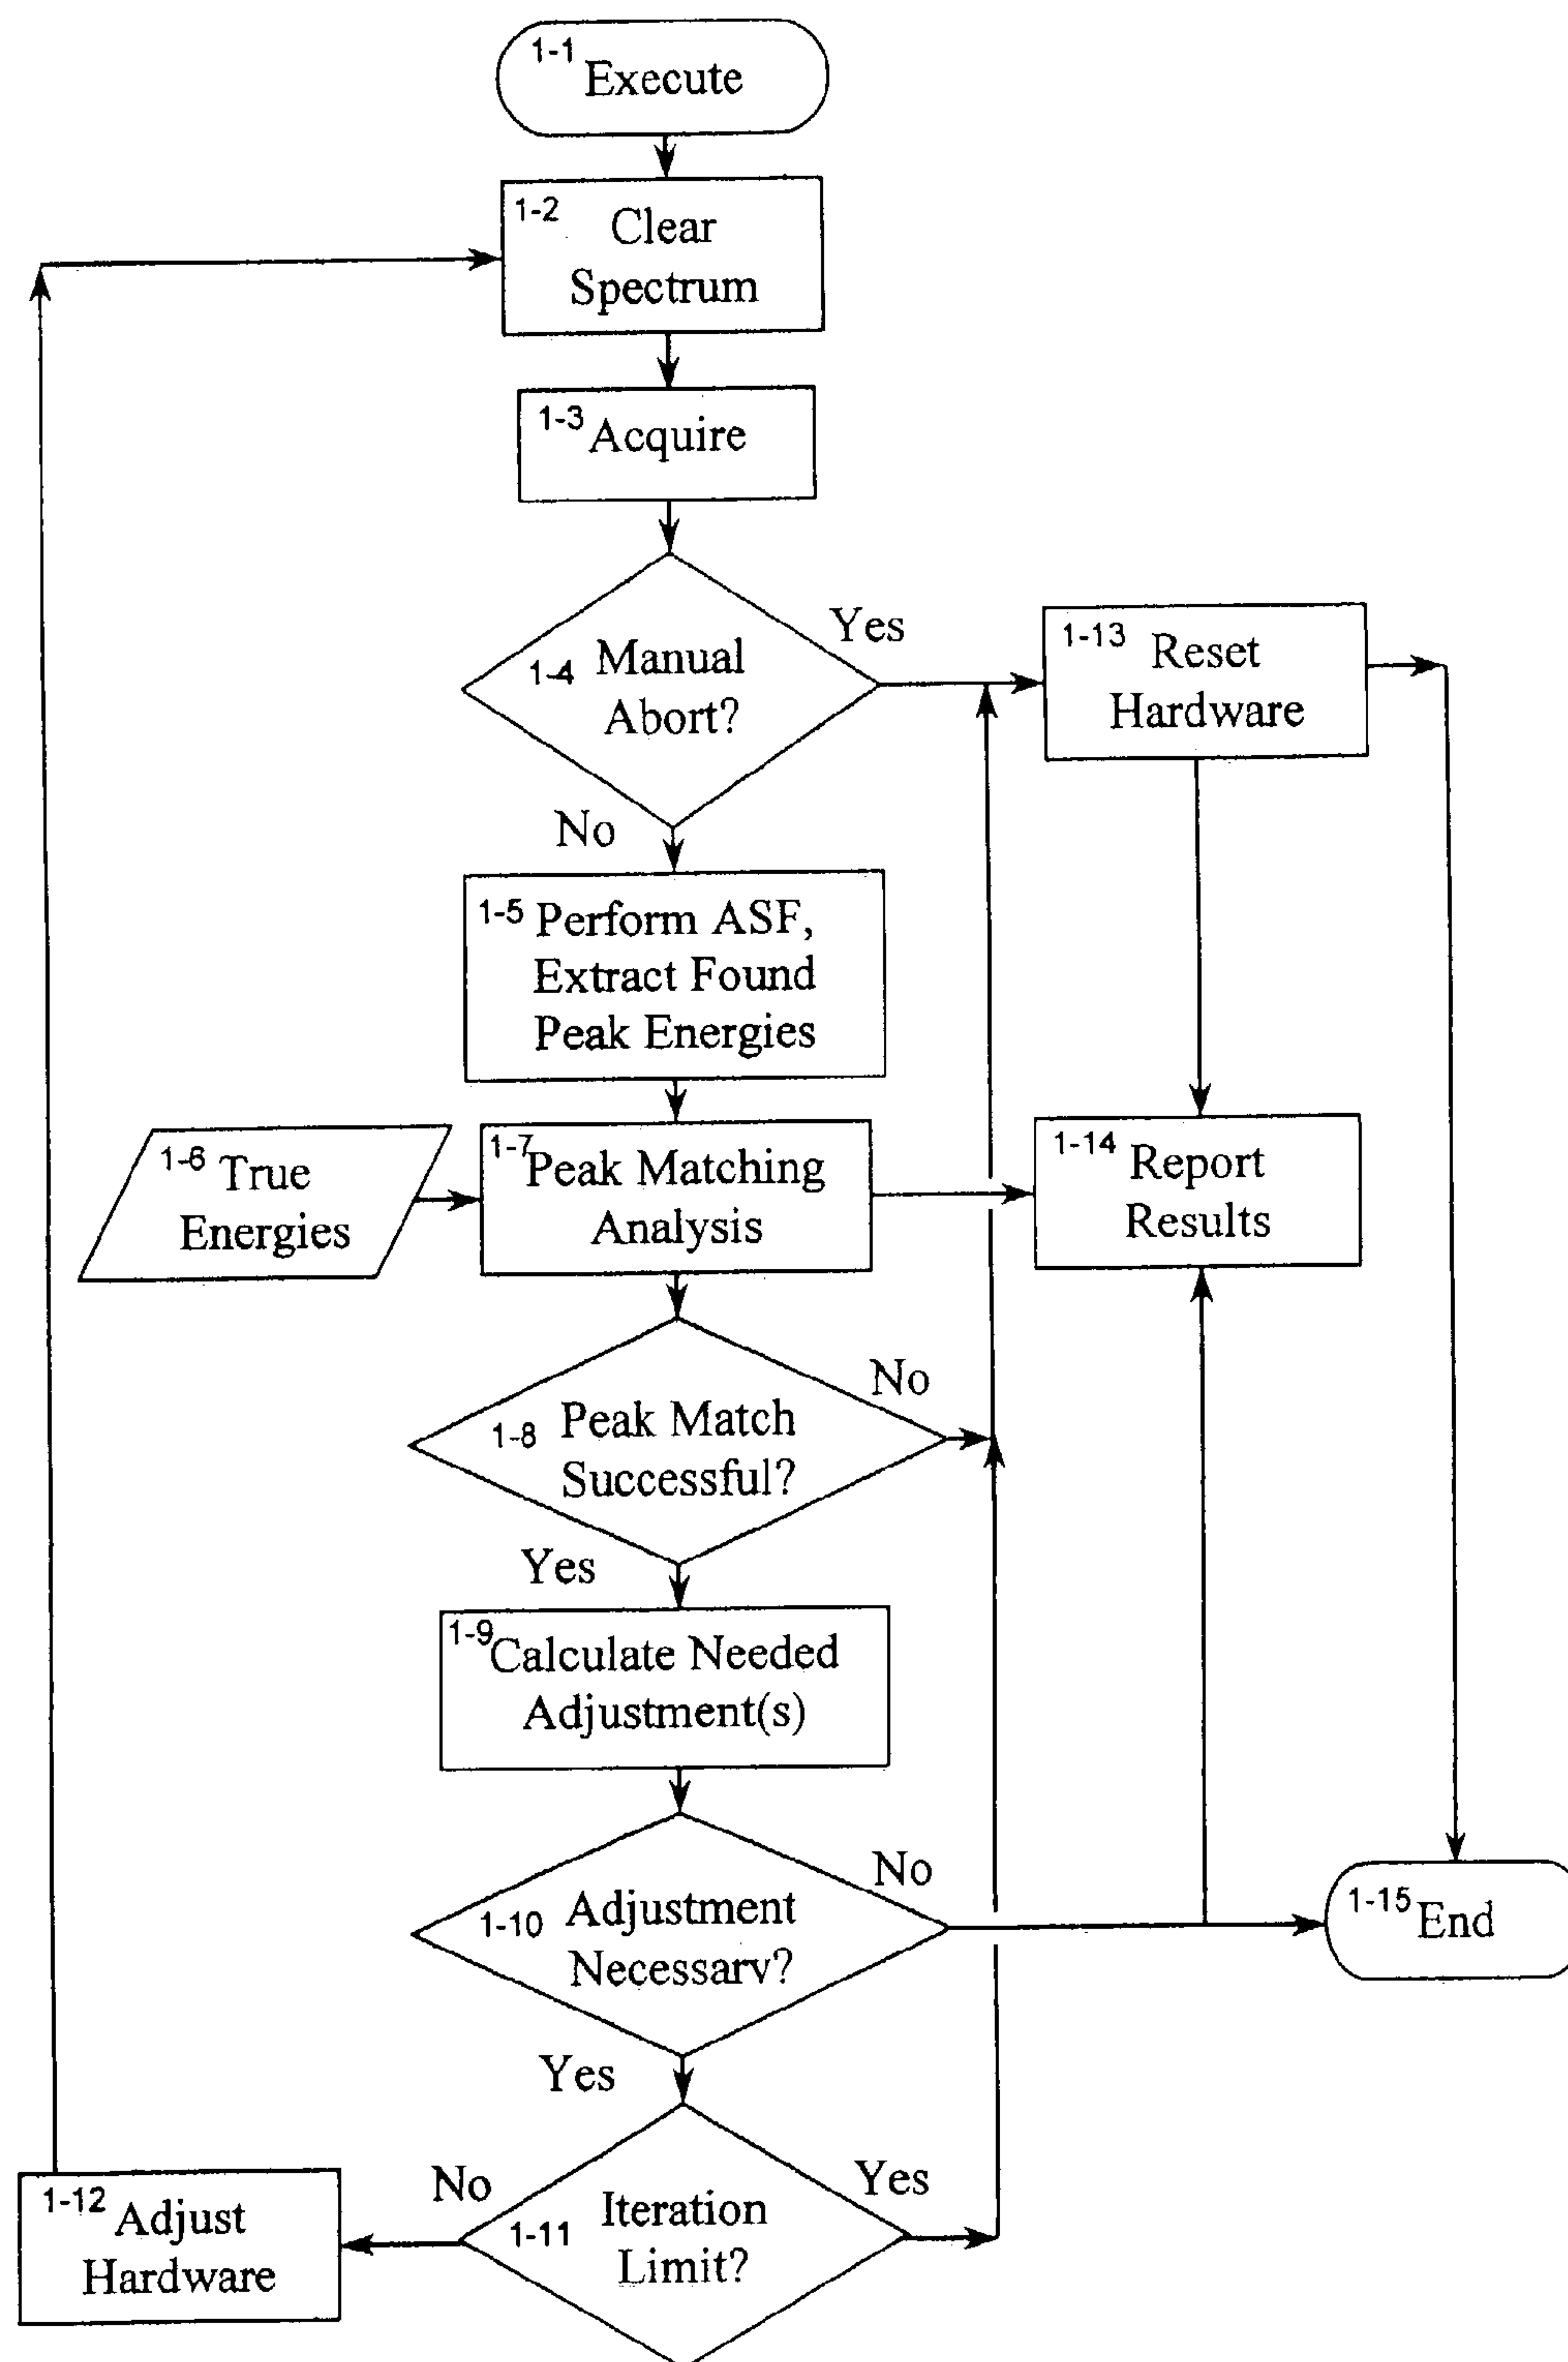 1-1 Execute
1-2 Clear
Spectrum
1-3 Acquire
1-4 Manual
Abort?
Yes
No
1-13 Reset
Hardware
1-5 Perform ASF,
Extract Found
Peak Energies
1-6 True
Energies
1-7 Peak Matching
Analysis
1-14 Report
Results
1-8 Peak Match
Successful?
No
Yes
1-9 Calculate Needed
Adjustment(s)
1-10 Adjustment
Necessary?
No
Yes
1-15 End
1-11 Iteration
Limit?
No
Yes
1-12 Adjust
Hardware